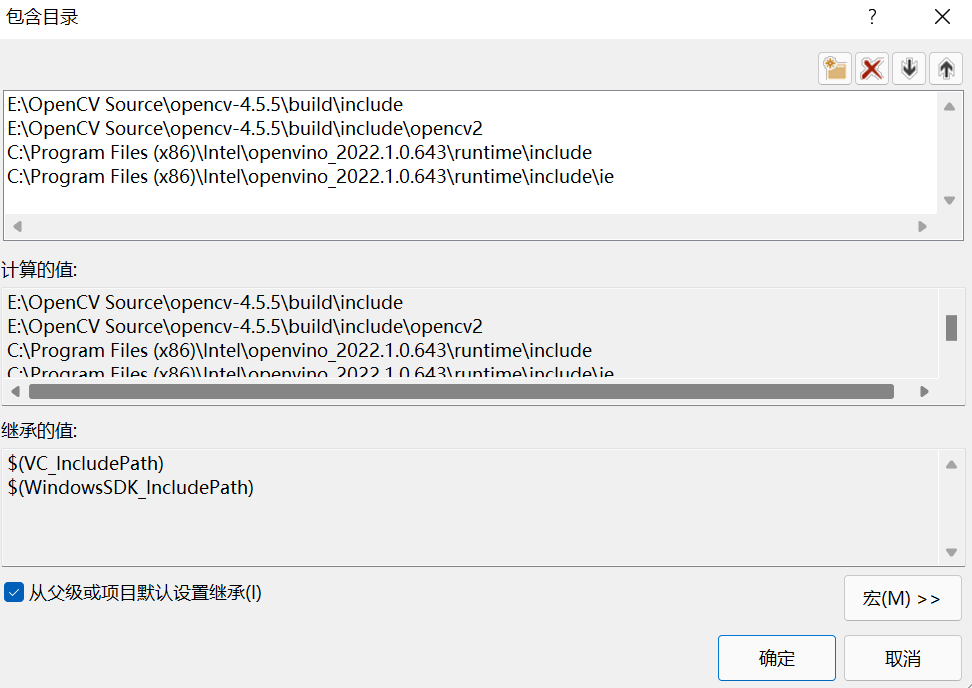 包含目录
?
E:\OpenCV Source\opencv-4.5.5\build\include
E:\OpenCV Source\opencv-4.5.5\build\include\opencv2
C:\Program Files (x86)\Intel\openvino_2022.1.0.643\runtime\include
C:\Program Files (x86)\Intel\openvino_2022.1.0.643\runtime\include\ie
计算的值:
E:\OpenCV Source\opencv-4.5.5\build\include
E:\OpenCV Source\opencv-4.5.5\build\include\opencv2
C:\Program Files (x86)\Intel\openvino_2022.1.0.643\runtime\include
C:\Program Files (x86)\Intel\openvino_2022.1.0.643\runtime\include\ie
继承的值:
$(VC_IncludePath)
$(WindowsSDK_IncludePath)
从父级或项目默认设置继承(I)
宏(M) >>
确定
取消